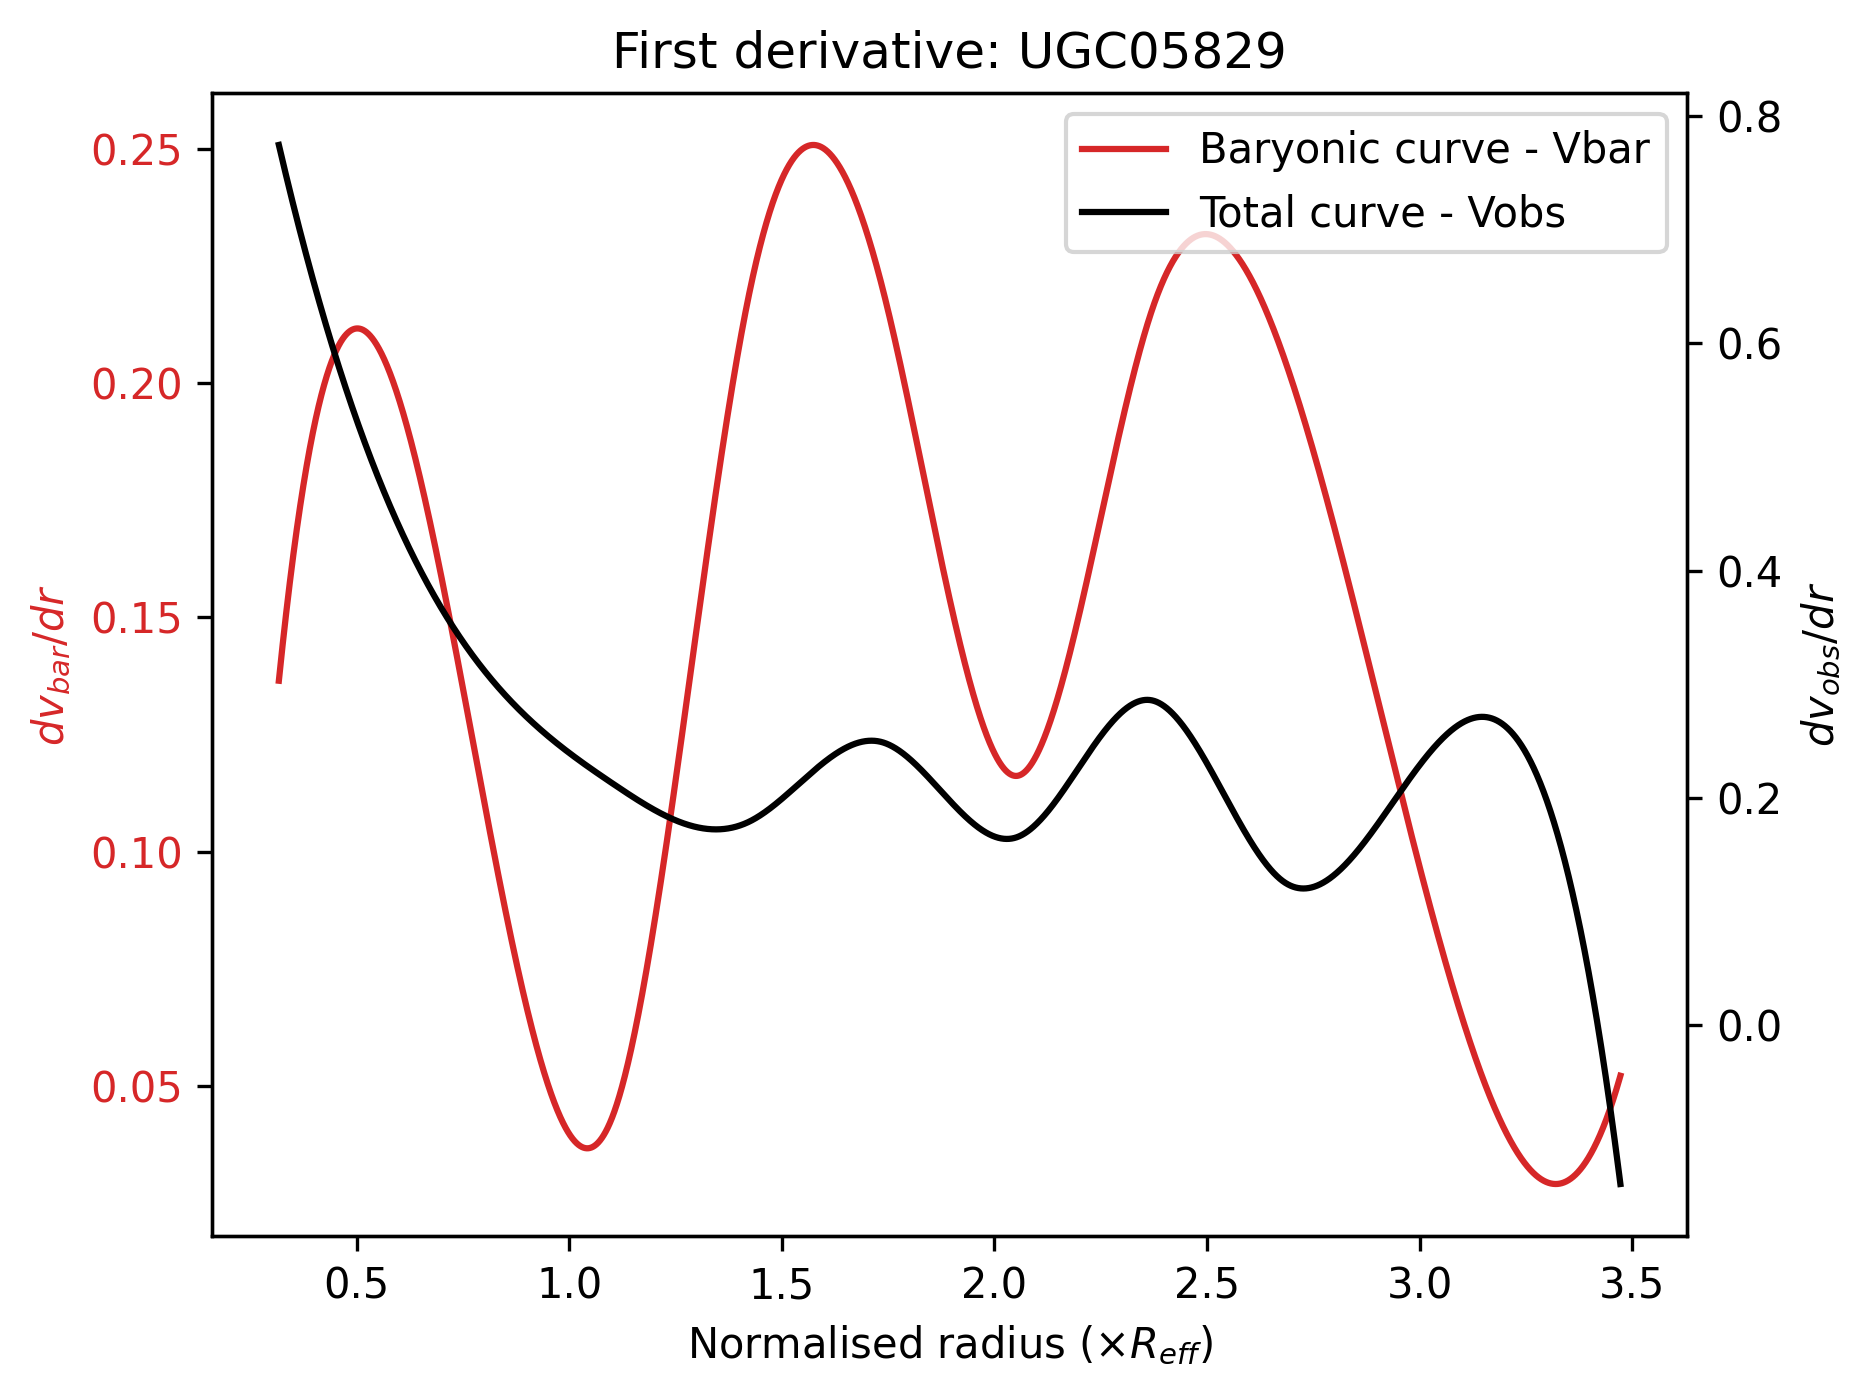 First derivative: UGC05829
Baryonic curve - Vbar
Total curve - Vobs
0.25
0.20
0.15
0.10
0.05
dv_bar/dr
0.8
0.6
0.4
0.2
0.0
dv_obs/dr
0.5 1.0 1.5 2.0 2.5 3.0 3.5
Normalised radius (×R_eff)